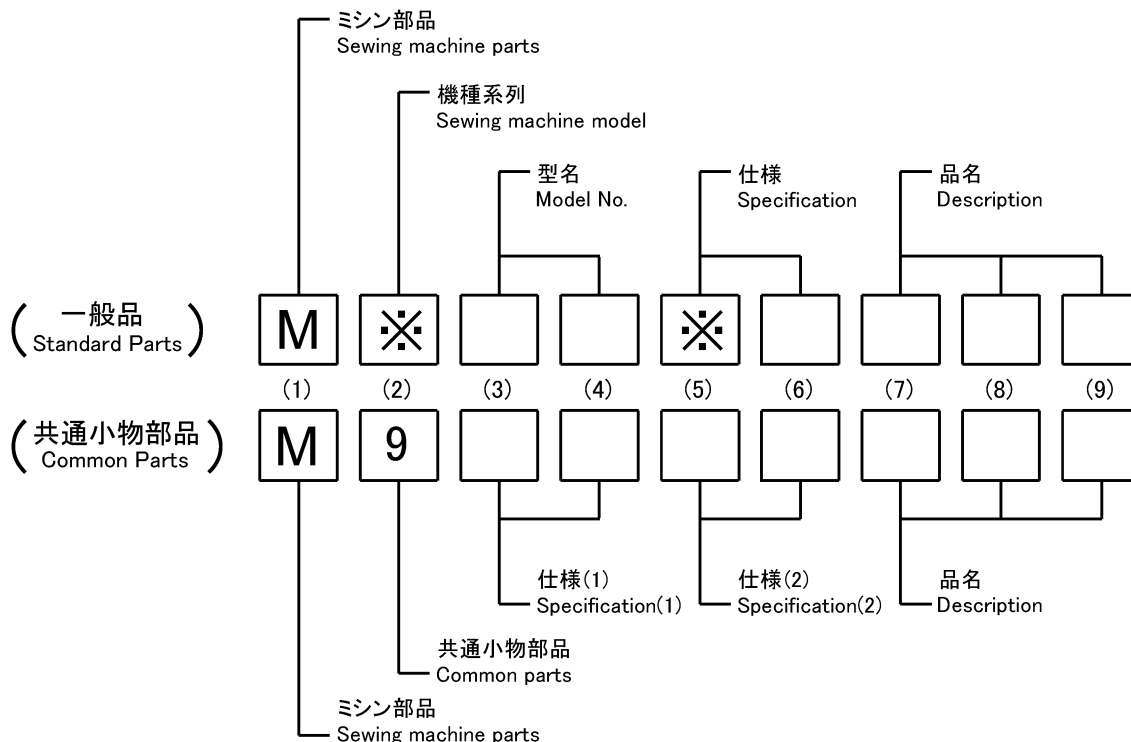 ミシン部品
Sewing machine parts
機種系列
Sewing machine model
型名
Model No.
仕様
Specification
品名
Description
一般品
(Standard Parts)
M ※ ※
(1) (2) (3) (4) (5) (6) (7) (8) (9)
共通小物部品
(Common Parts)
M 9
仕様(1)
Specification(1)
仕様(2)
Specification(2)
品名
Description
共通小物部品
Common parts
ミシン部品
Sewing machine parts